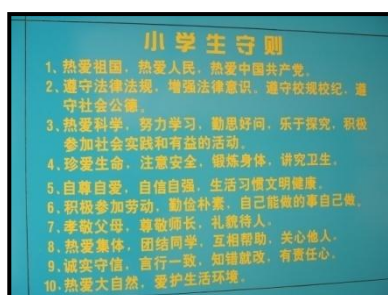 小学生守则
1、热爱祖国，热爱人民，热爱中国共产党。
2、遵守法律法规，增强法律意识。遵守校规校纪，遵
守社会公德。
3、热爱科学，努力学习，勤思好问，乐于探究，积极
参加社会实践和有益的活动。
4、珍爱生命，注意安全，锻炼身体，讲究卫生。
5、自尊自爱，自信自强，生活习惯文明健康。
6、积极参加劳动，勤俭朴素，自己能做的事自己做。
7、孝敬父母，尊敬师长，礼貌待人。
8、热爱集体，团结同学，互相帮助，关心他人。
9、诚实守信，言行一致，知错就改，有责任心。
10、热爱大自然，爱护生活环境。